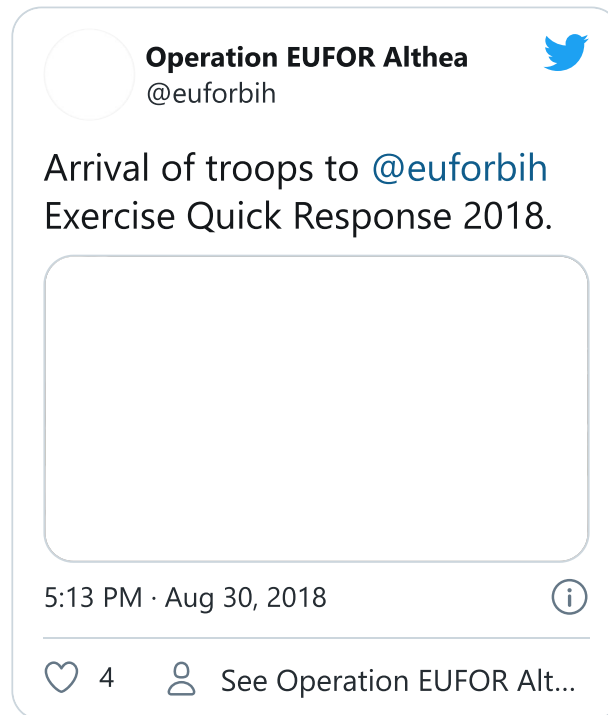 Operation EUFOR Althea
@euforbih
Arrival of troops to @euforbih
Exercise Quick Response 2018.
5:13 PM · Aug 30, 2018
4
See Operation EUFOR Alt...